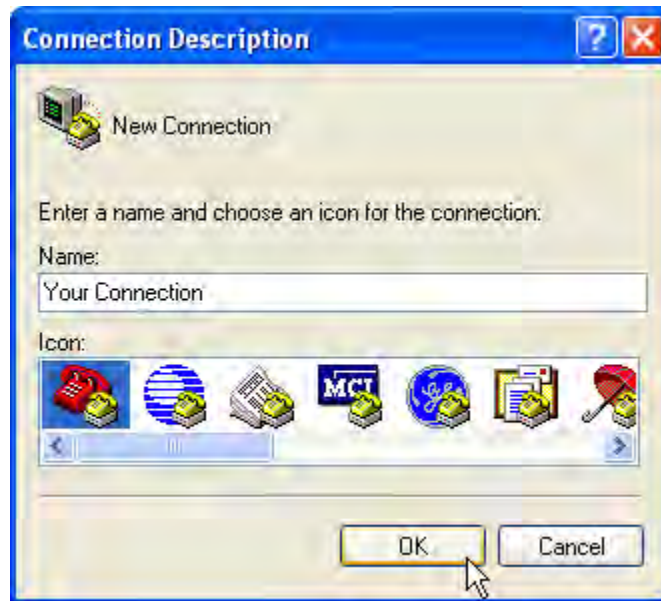 Connection Description
?
New Connection
Enter a name and choose an icon for the connection:
Name:
Your Connection
Icon:
MCI
OK
Cancel